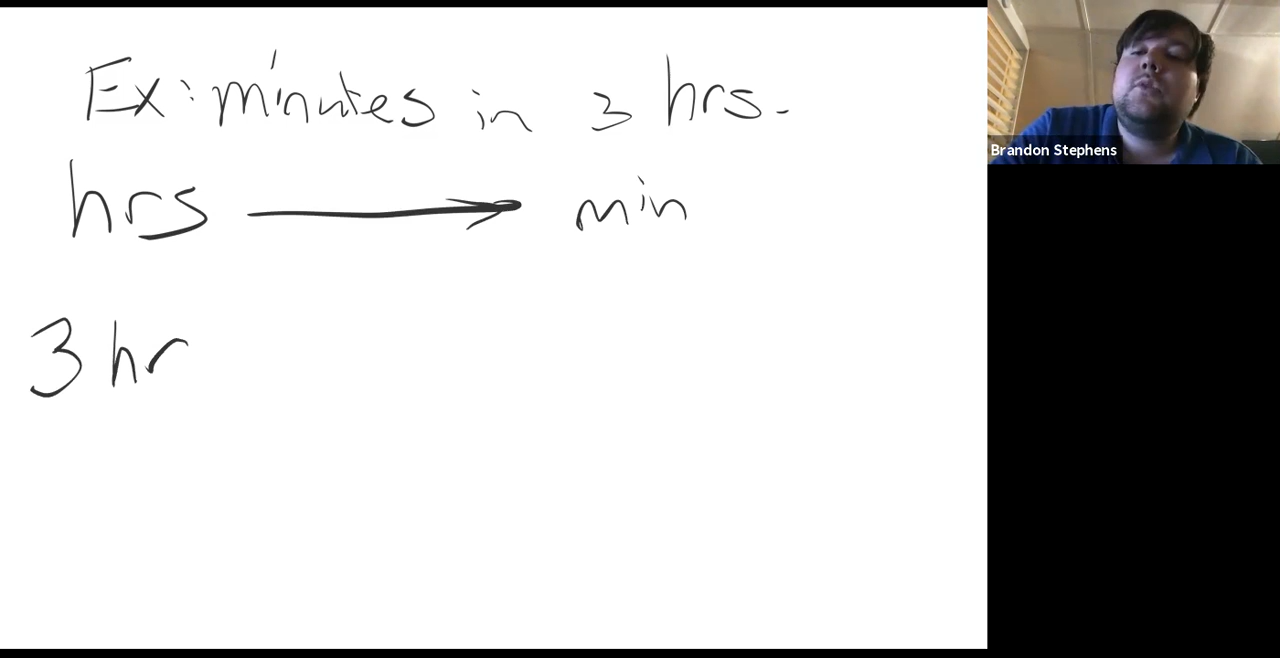 Ex: minutes in 3 hrs.
hrs → min
3 hr
Brandon Stephens